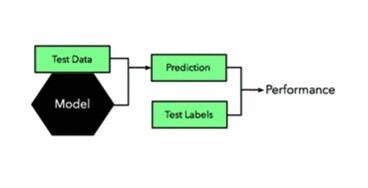 Test Data
Model
Prediction
Test Labels
Performance